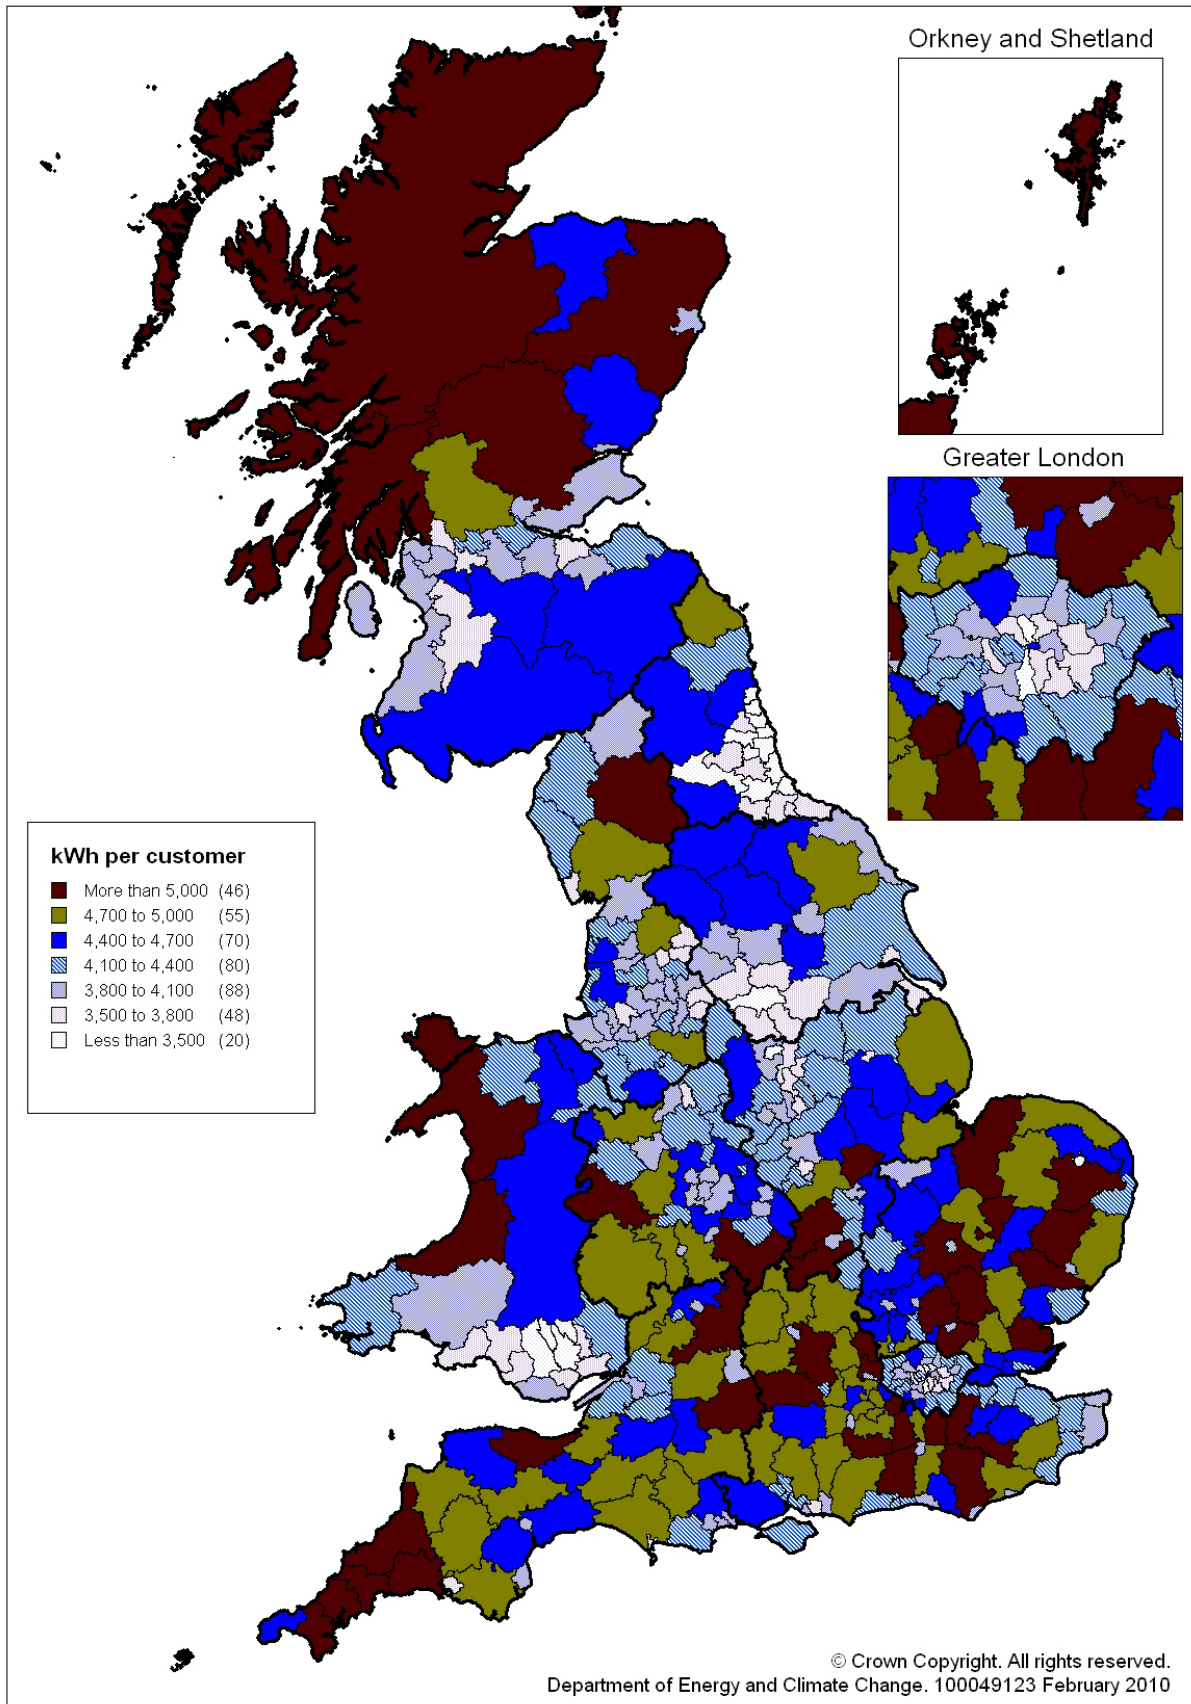 Orkney and Shetland
Greater London
kWh per customer
More than 5,000 (46)
4,700 to 5,000 (55)
4,400 to 4,700 (70)
4,100 to 4,400 (80)
3,800 to 4,100 (88)
3,500 to 3,800 (48)
Less than 3,500 (20)
© Crown Copyright. All rights reserved.
Department of Energy and Climate Change. 100049123 February 2010